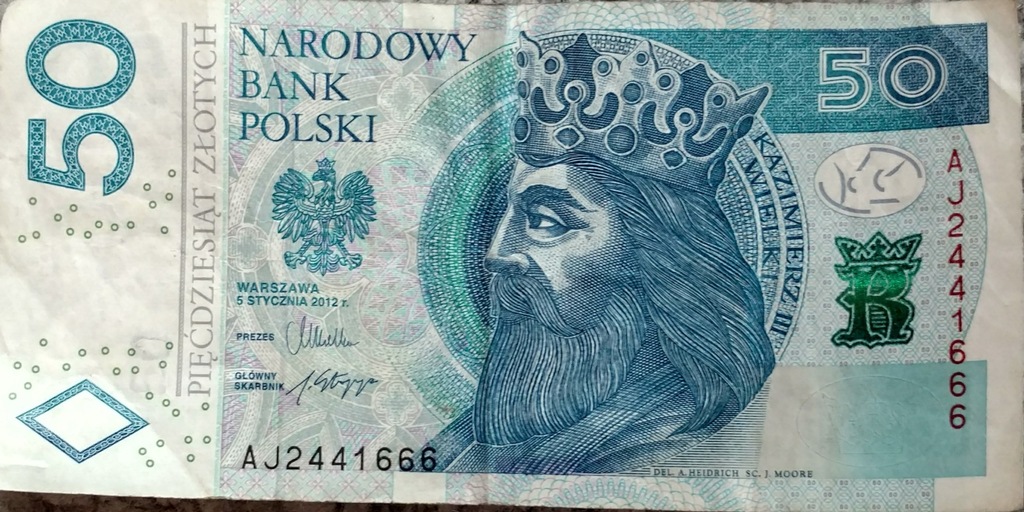 50
PIĘĆDZIESIĄT ZŁOTYCH
NARODOWY
BANK
POLSKI
WARSZAWA
5 STYCZNIA 2012 r.
PREZES
GŁÓWNY
SKARBNIK
AJ2441666
50
KAZIMIERZ III
WIELKI
AJ2441666
K
DEL. A. HEIDRICH SC. J. MOORE